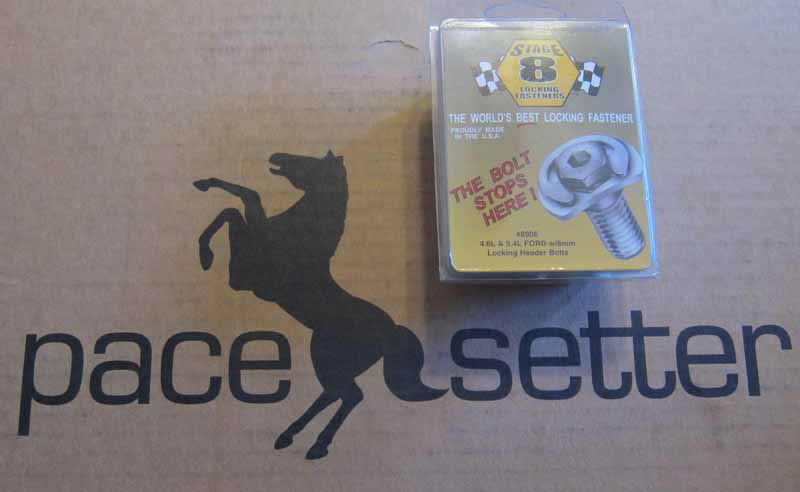 STAGE
8
LOCKING
FASTENERS
THE WORLD'S BEST LOCKING FASTENER
PROUDLY MADE
IN THE U.S.A.
THE BOLT
STOPS
HERE!
#8906
4.6L & 5.4L FORD w/8mm
Locking Header Bolts
pace setter